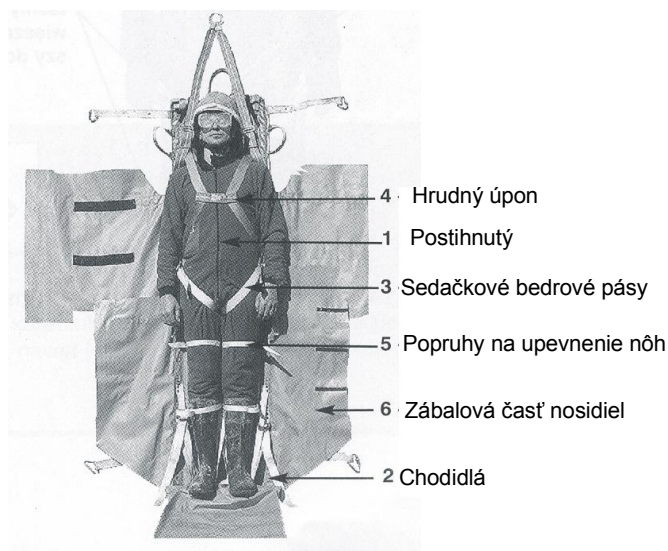 4 Hrudný úpon
1 Postihnutý
3 Sedačkové bedrové pásy
5 Popruhy na upevnenie nôh
6 Zábalová časť nosidiel
2 Chodidlá